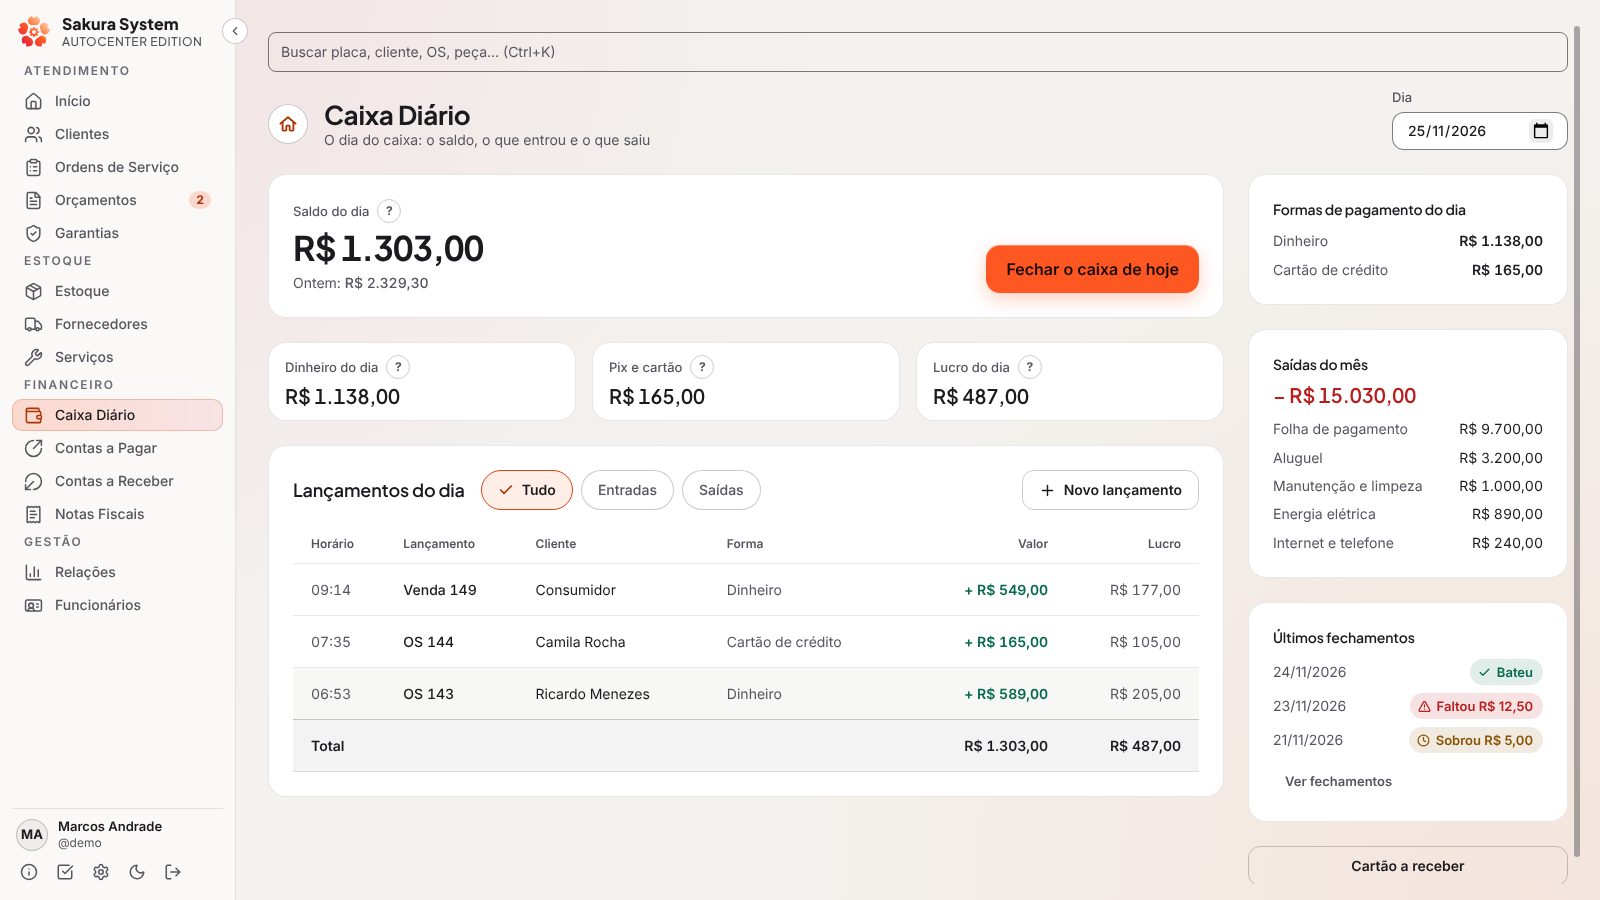 Sakura System
AUTOCENTER EDITION
ATENDIMENTO
Início
Clientes
Ordens de Serviço
Orçamentos 2
Garantias
ESTOQUE
Estoque
Fornecedores
Serviços
FINANCEIRO
Caixa Diário
Contas a Pagar
Contas a Receber
Notas Fiscais
GESTÃO
Relações
Funcionários
MA
Marcos Andrade
@demo
Buscar placa, cliente, OS, peça... (Ctrl+K)
Caixa Diário
O dia do caixa: o saldo, o que entrou e o que saiu
Dia
25/11/2026
Saldo do dia ?
R$ 1.303,00
Ontem: R$ 2.329,30
Fechar o caixa de hoje
Dinheiro do dia ?
R$ 1.138,00
Pix e cartão ?
R$ 165,00
Lucro do dia ?
R$ 487,00
Lançamentos do dia
Tudo
Entradas
Saídas
Novo lançamento
Horário Lançamento Cliente Forma Valor Lucro
09:14 Venda 149 Consumidor Dinheiro + R$ 549,00 R$ 177,00
07:35 OS 144 Camila Rocha Cartão de crédito + R$ 165,00 R$ 105,00
06:53 OS 143 Ricardo Menezes Dinheiro + R$ 589,00 R$ 205,00
Total R$ 1.303,00 R$ 487,00
Formas de pagamento do dia
Dinheiro R$ 1.138,00
Cartão de crédito R$ 165,00
Saídas do mês
– R$ 15.030,00
Folha de pagamento R$ 9.700,00
Aluguel R$ 3.200,00
Manutenção e limpeza R$ 1.000,00
Energia elétrica R$ 890,00
Internet e telefone R$ 240,00
Últimos fechamentos
24/11/2026 Bateu
23/11/2026 Faltou R$ 12,50
21/11/2026 Sobrou R$ 5,00
Ver fechamentos
Cartão a receber